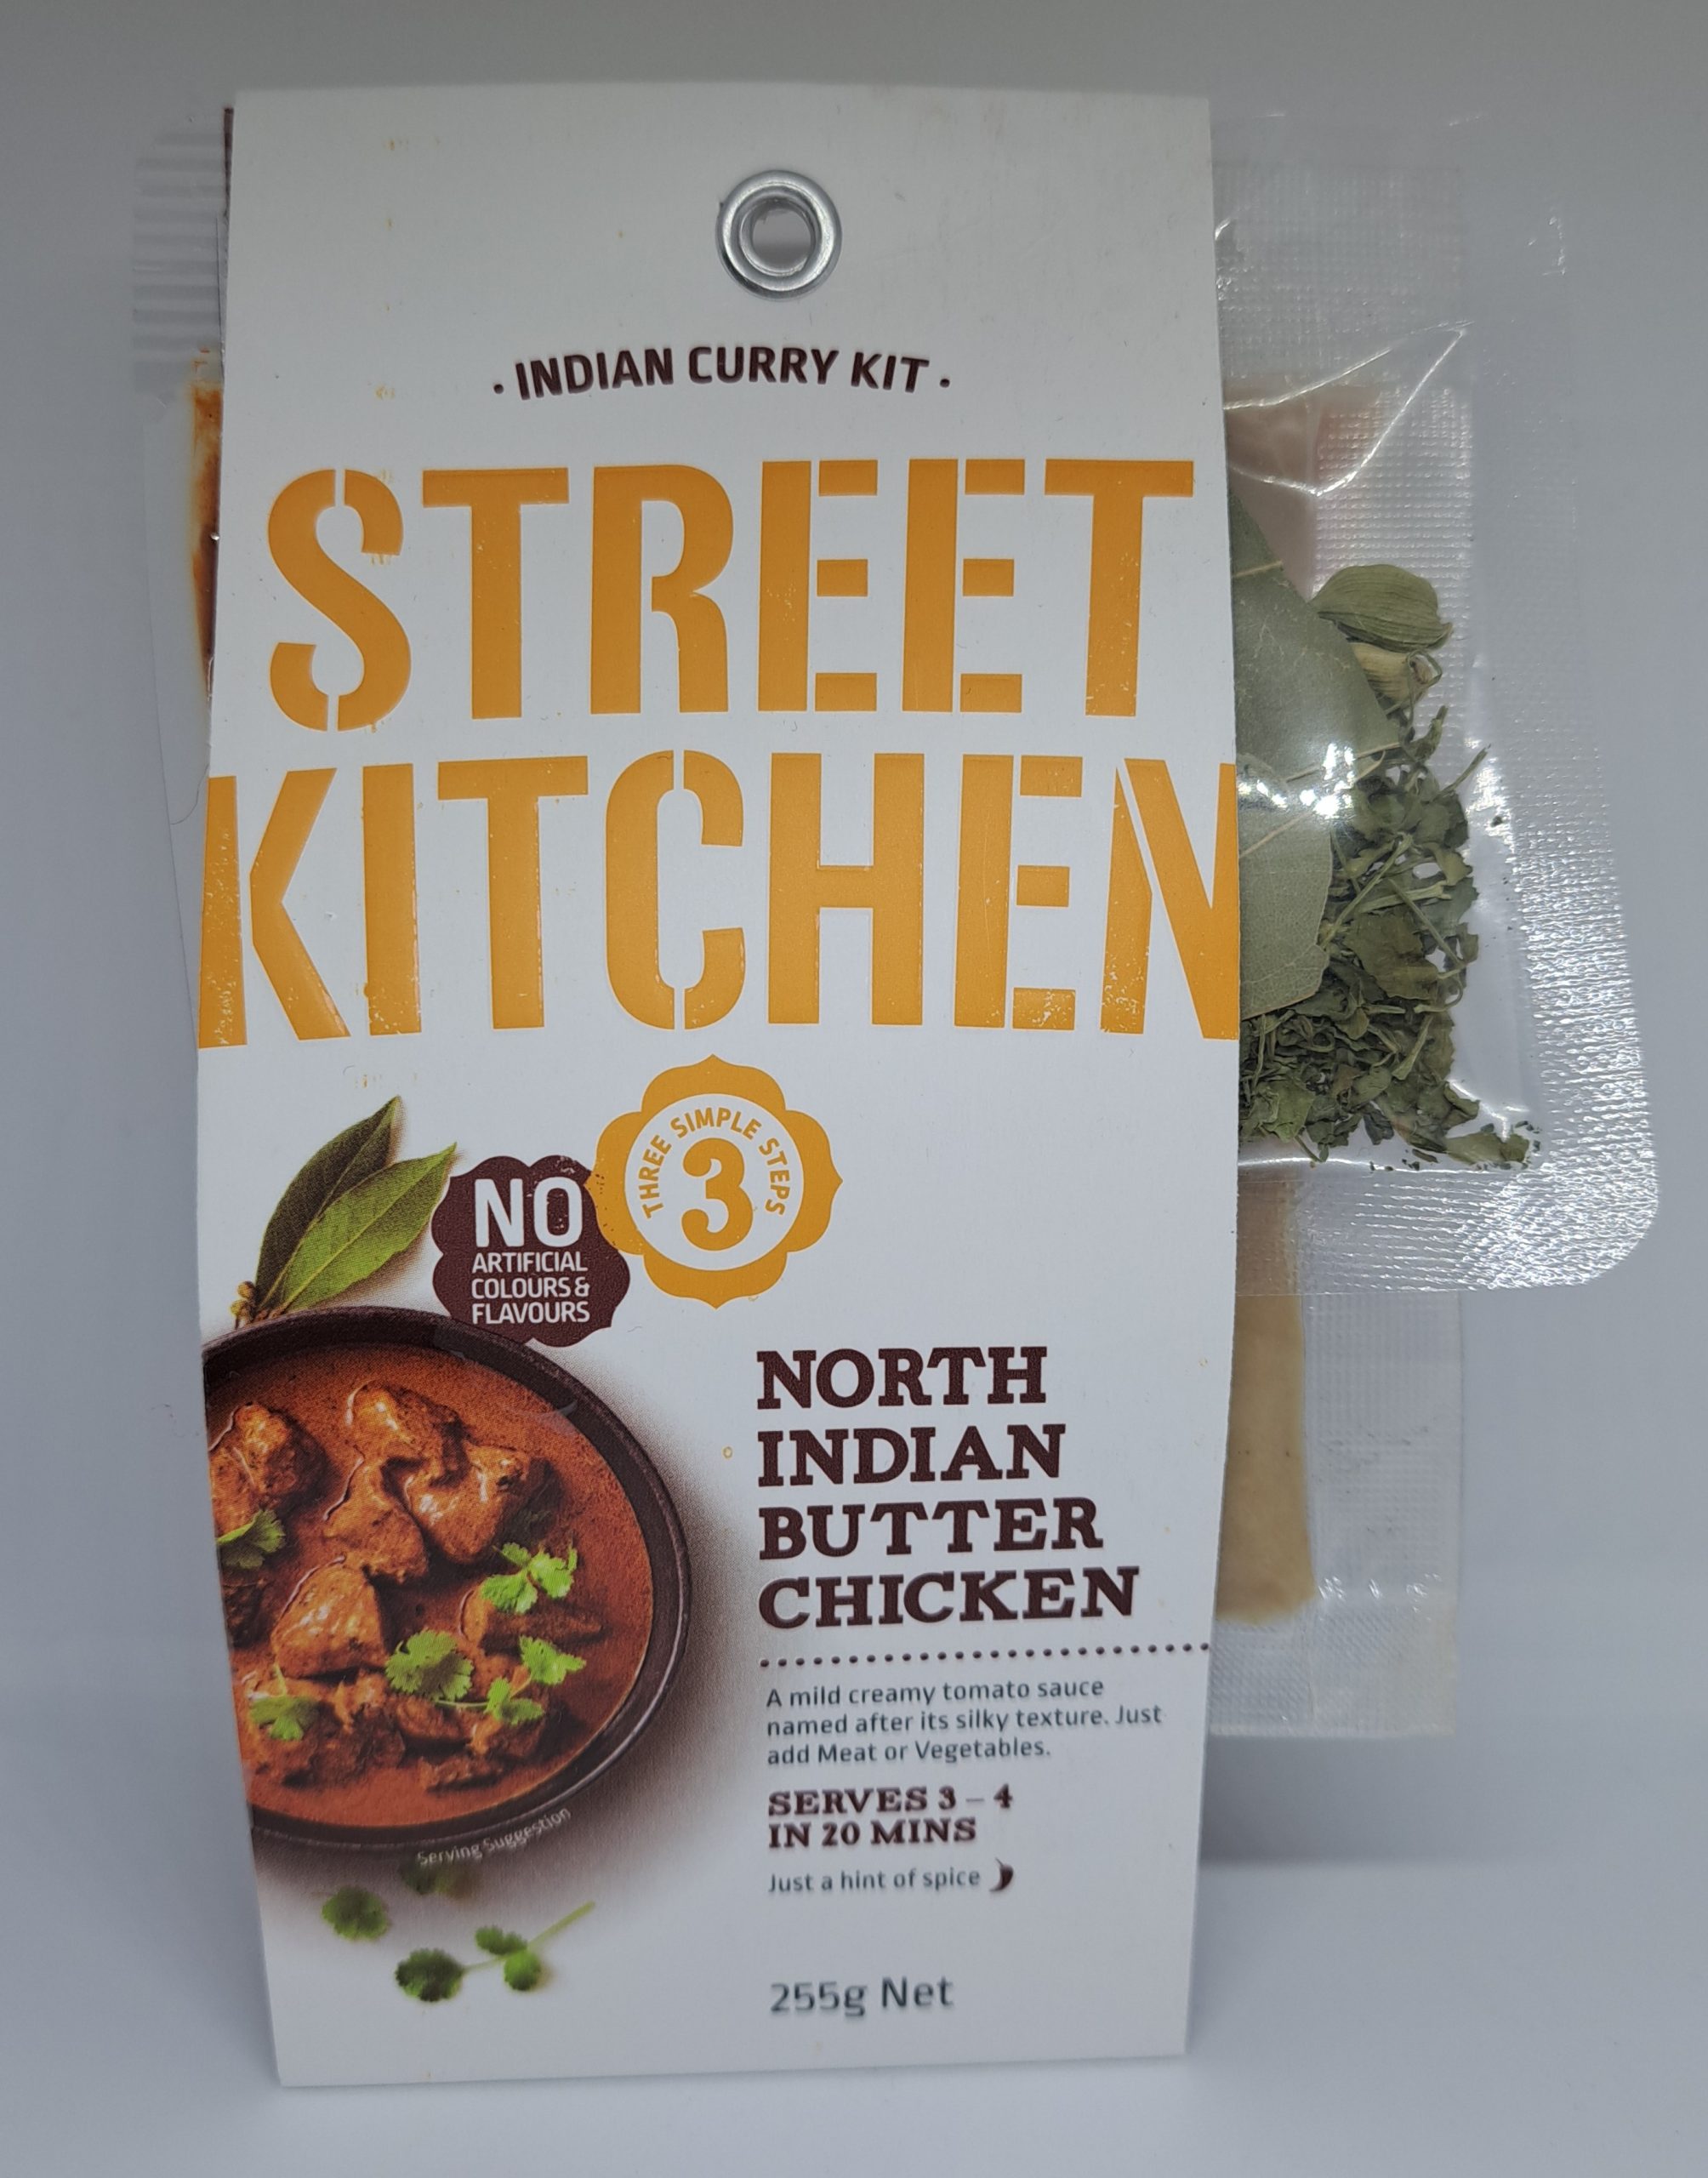 · INDIAN CURRY KIT ·
STREET
KITCHEN
THREE SIMPLE STEPS
3
NO
ARTIFICIAL
COLOURS &
FLAVOURS
NORTH
INDIAN
BUTTER
CHICKEN
A mild creamy tomato sauce
named after its silky texture. Just
add Meat or Vegetables.
SERVES 3 – 4
IN 20 MINS
Just a hint of spice
Serving Suggestion
255g Net